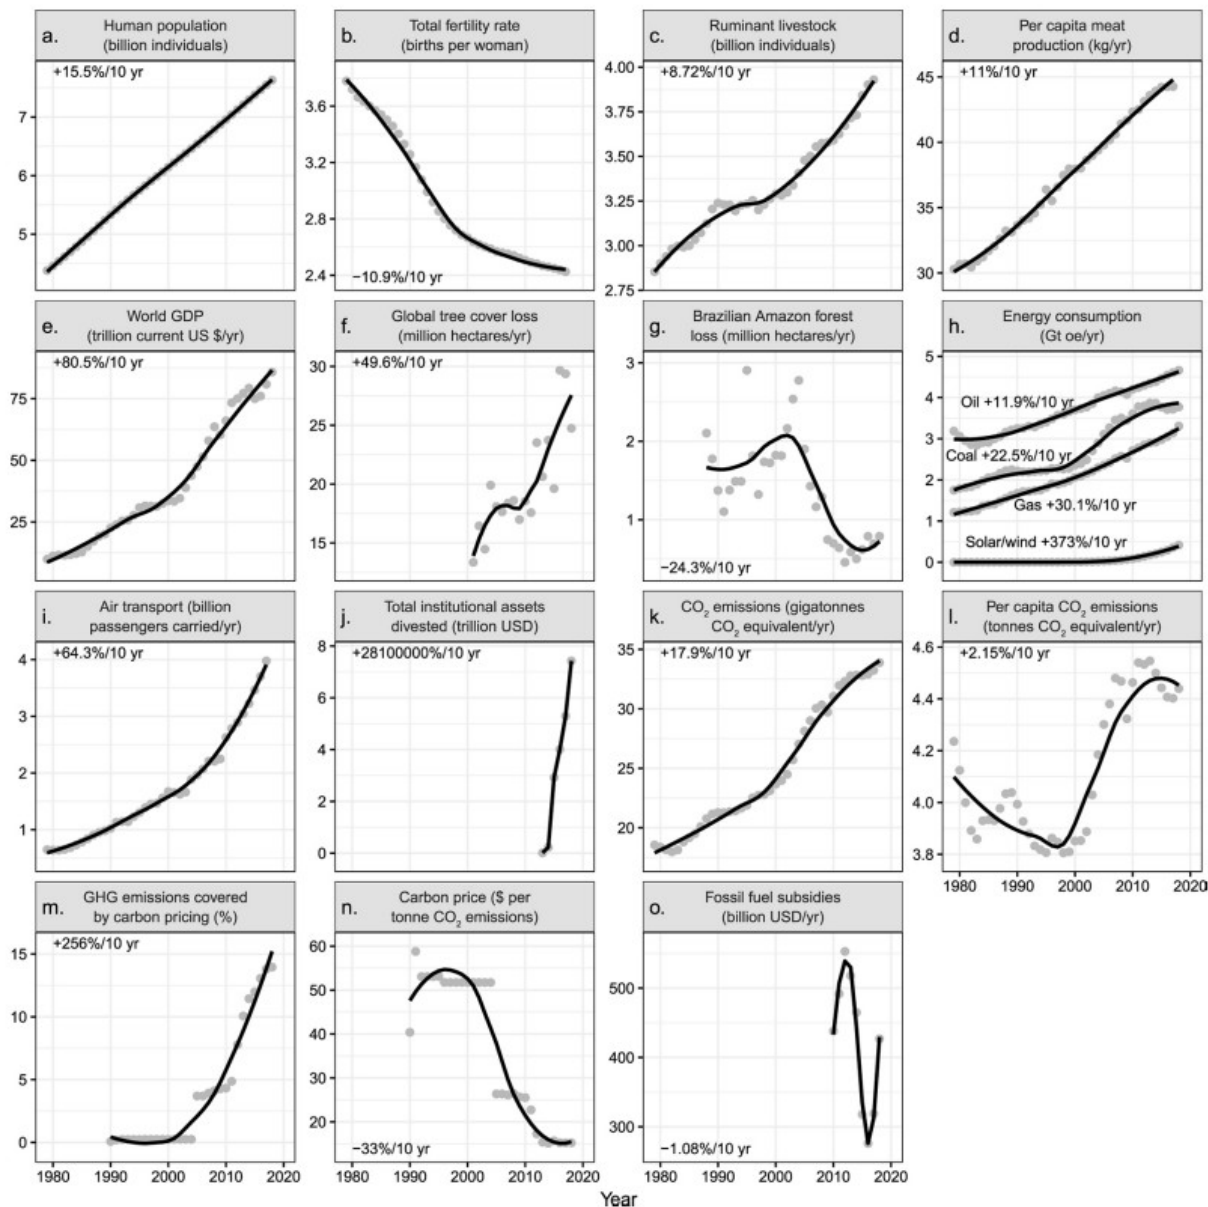 a.
Human population
(billion individuals)
+15.5%/10 yr
7
6
5
b.
Total fertility rate
(births per woman)
3.6
3.2
2.8
2.4
−10.9%/10 yr
c.
Ruminant livestock
(billion individuals)
+8.72%/10 yr
4.00
3.75
3.50
3.25
3.00
2.75
d.
Per capita meat
production (kg/yr)
+11%/10 yr
45
40
35
30
e.
World GDP
(trillion current US $/yr)
+80.5%/10 yr
75
50
25
f.
Global tree cover loss
(million hectares/yr)
+49.6%/10 yr
30
25
20
15
g.
Brazilian Amazon forest
loss (million hectares/yr)
3
2
1
−24.3%/10 yr
h.
Energy consumption
(Gt oe/yr)
5
4
3
2
1
0
Oil +11.9%/10 yr
Coal +22.5%/10 yr
Gas +30.1%/10 yr
Solar/wind +373%/10 yr
i.
Air transport (billion
passengers carried/yr)
+64.3%/10 yr
4
3
2
1
j.
Total institutional assets
divested (trillion USD)
+28100000%/10 yr
8
6
4
2
0
k.
CO₂ emissions (gigatonnes
CO₂ equivalent/yr)
+17.9%/10 yr
35
30
25
20
l.
Per capita CO₂ emissions
(tonnes CO₂ equivalent/yr)
+2.15%/10 yr
4.6
4.4
4.2
4.0
3.8
1980 1990 2000 2010 2020
m.
GHG emissions covered
by carbon pricing (%)
+256%/10 yr
15
10
5
0
1980 1990 2000 2010 2020
n.
Carbon price ($ per
tonne CO₂ emissions)
60
50
40
30
20
−33%/10 yr
1980 1990 2000 2010 2020
o.
Fossil fuel subsidies
(billion USD/yr)
500
400
300
−1.08%/10 yr
1980 1990 2000 2010 2020
Year